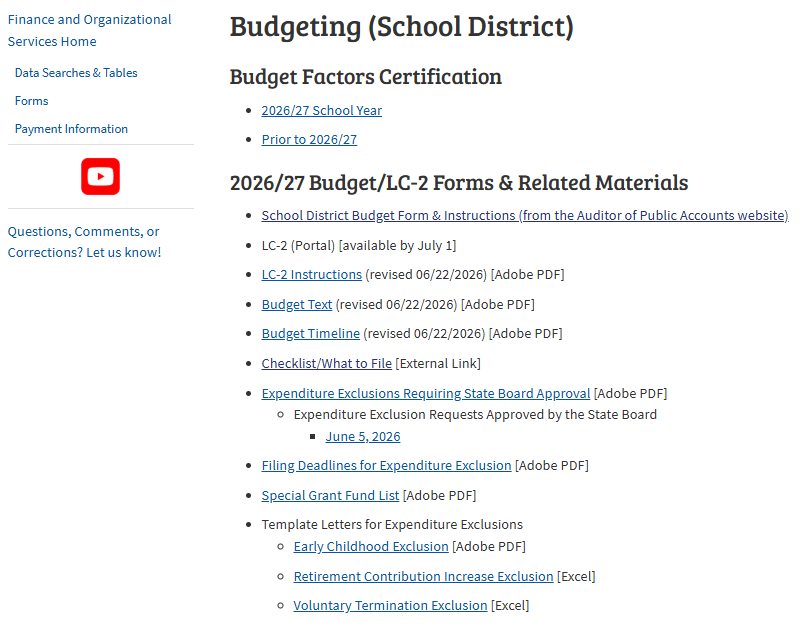 Finance and Organizational
Services Home
Data Searches & Tables
Forms
Payment Information
Questions, Comments, or
Corrections? Let us know!
Budgeting (School District)
Budget Factors Certification
2026/27 School Year
Prior to 2026/27
2026/27 Budget/LC-2 Forms & Related Materials
School District Budget Form & Instructions (from the Auditor of Public Accounts website)
LC-2 (Portal) [available by July 1]
LC-2 Instructions (revised 06/22/2026) [Adobe PDF]
Budget Text (revised 06/22/2026) [Adobe PDF]
Budget Timeline (revised 06/22/2026) [Adobe PDF]
Checklist/What to File [External Link]
Expenditure Exclusions Requiring State Board Approval [Adobe PDF]
Expenditure Exclusion Requests Approved by the State Board
June 5, 2026
Filing Deadlines for Expenditure Exclusion [Adobe PDF]
Special Grant Fund List [Adobe PDF]
Template Letters for Expenditure Exclusions
Early Childhood Exclusion [Adobe PDF]
Retirement Contribution Increase Exclusion [Excel]
Voluntary Termination Exclusion [Excel]